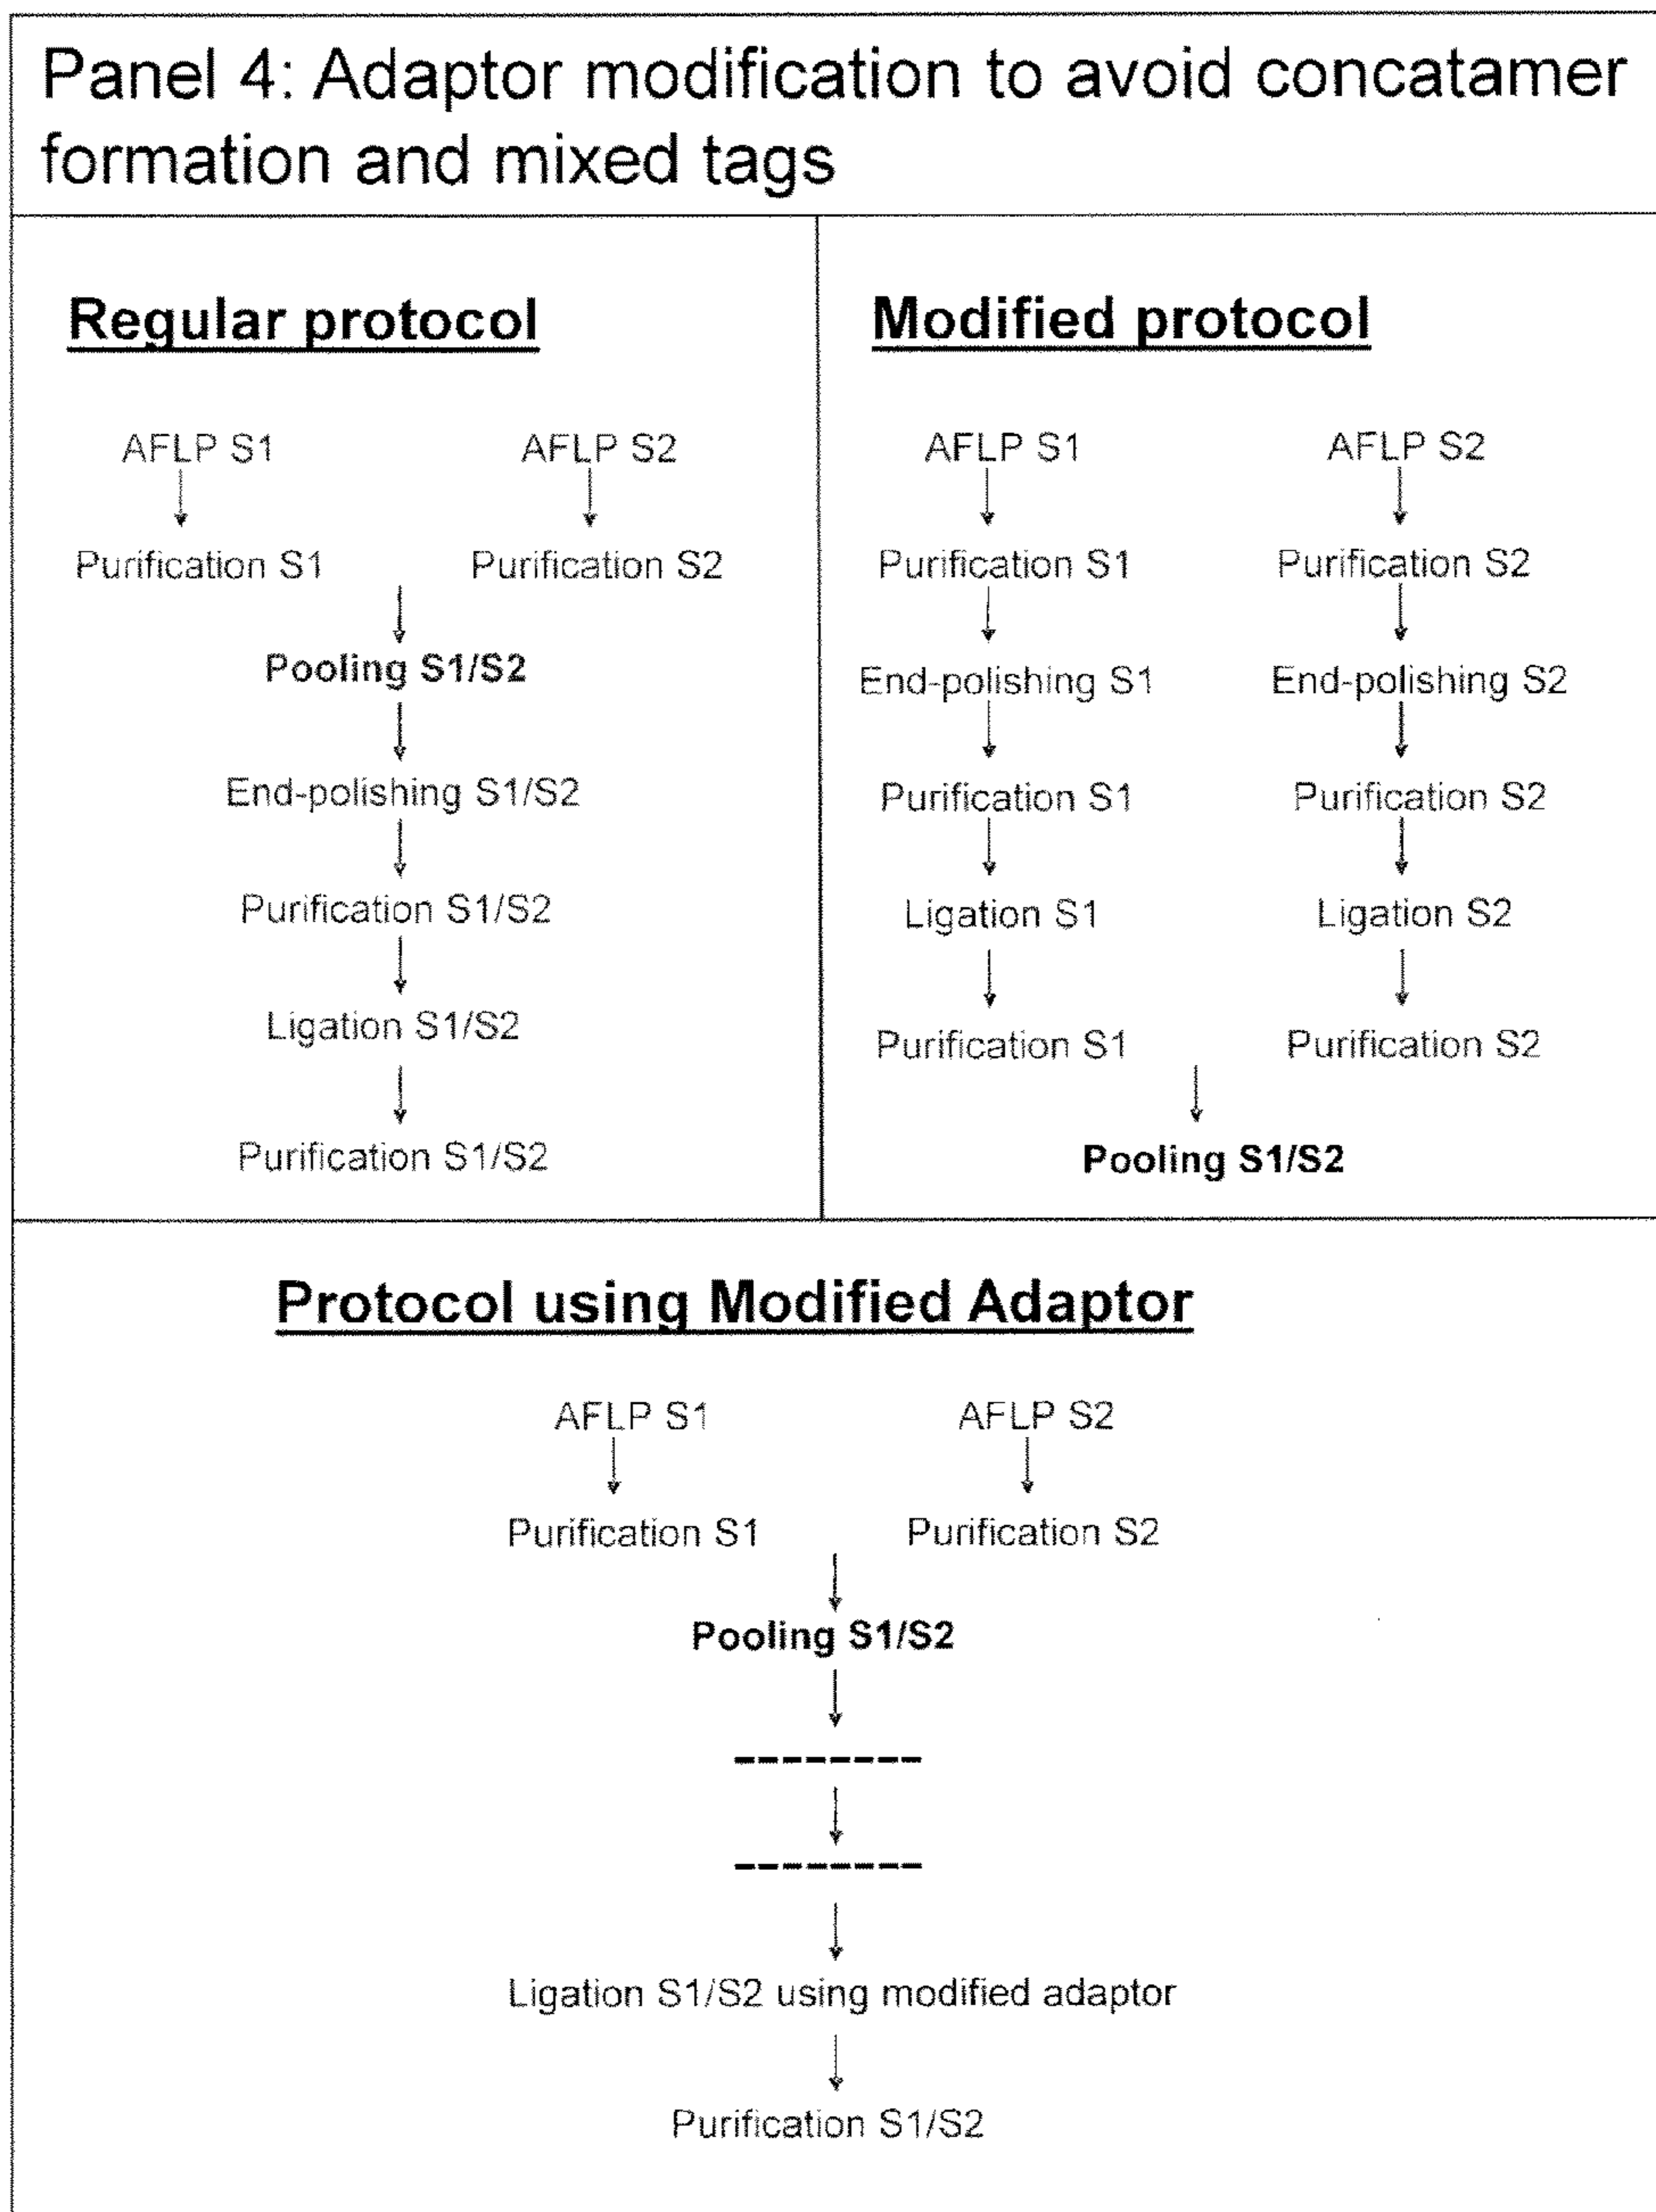 Panel 4: Adaptor modification to avoid concatamer
formation and mixed tags
Regular protocol
AFLP S1 AFLP S2
Purification S1 Purification S2
Pooling S1/S2
End-polishing S1/S2
Purification S1/S2
Ligation S1/S2
Purification S1/S2
Modified protocol
AFLP S1 AFLP S2
Purification S1 Purification S2
End-polishing S1 End-polishing S2
Purification S1 Purification S2
Ligation S1 Ligation S2
Purification S1 Purification S2
Pooling S1/S2
Protocol using Modified Adaptor
AFLP S1 AFLP S2
Purification S1 Purification S2
Pooling S1/S2
--------
--------
Ligation S1/S2 using modified adaptor
Purification S1/S2